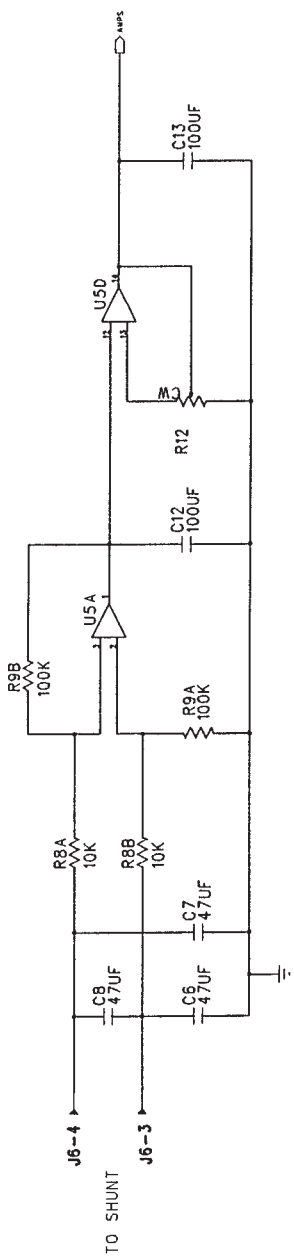 TO SHUNT
J6-4
J6-3
C8
47UF
C6
47UF
C7
47UF
R8A
10K
R8B
10K
R9B
100K
R9A
100K
U5A
2
1
C12
100UF
U5D
12
13
14
CW
R12
C13
100UF
AMPS